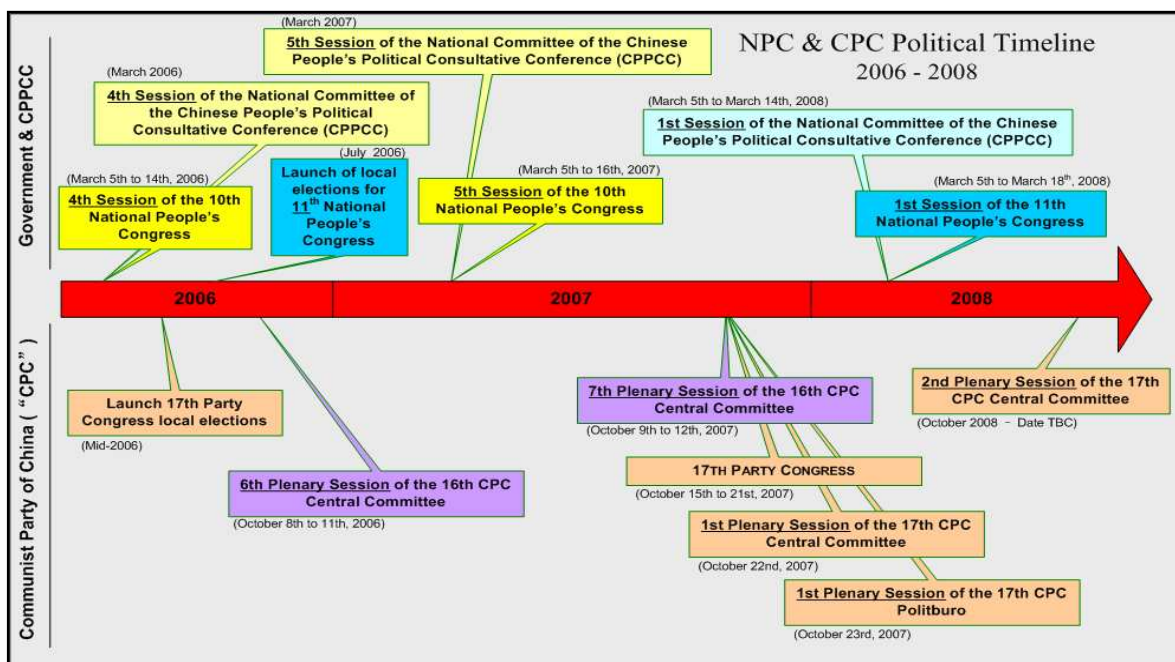 NPC & CPC Political Timeline
2006 - 2008
Government & CPPCC
(March 2007)
5th Session of the National Committee of the Chinese
People's Political Consultative Conference (CPPCC)
(March 2006)
4th Session of the National Committee of
the Chinese People's Political
Consultative Conference (CPPCC)
(March 5th to 14th, 2006)
4th Session of the 10th
National People's
Congress
(July 2006)
Launch of local
elections for
11th National
People's
Congress
(March 5th to 16th, 2007)
5th Session of the 10th
National People's Congress
(March 5th to March 14th, 2008)
1st Session of the National Committee of the Chinese
People's Political Consultative Conference (CPPCC)
(March 5th to March 18th, 2008)
1st Session of the 11th
National People's Congress
2006
2007
2008
Communist Party of China ( "CPC" )
Launch 17th Party
Congress local elections
(Mid-2006)
6th Plenary Session of the 16th CPC
Central Committee
(October 8th to 11th, 2006)
7th Plenary Session of the 16th CPC
Central Committee
(October 9th to 12th, 2007)
17TH PARTY CONGRESS
(October 15th to 21st, 2007)
1st Plenary Session of the 17th CPC
Central Committee
(October 22nd, 2007)
1st Plenary Session of the 17th CPC
Politburo
(October 23rd, 2007)
2nd Plenary Session of the 17th
CPC Central Committee
(October 2008 - Date TBC)